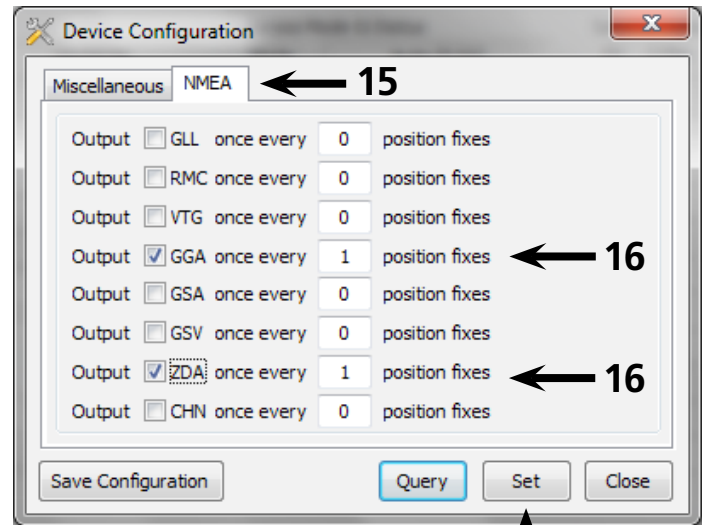 Device Configuration
Miscellaneous NMEA 15
Output GLL once every 0 position fixes
Output RMC once every 0 position fixes
Output VTG once every 0 position fixes
Output GGA once every 1 position fixes 16
Output GSA once every 0 position fixes
Output GSV once every 0 position fixes
Output ZDA once every 1 position fixes 16
Output CHN once every 0 position fixes
Save Configuration Query Set Close